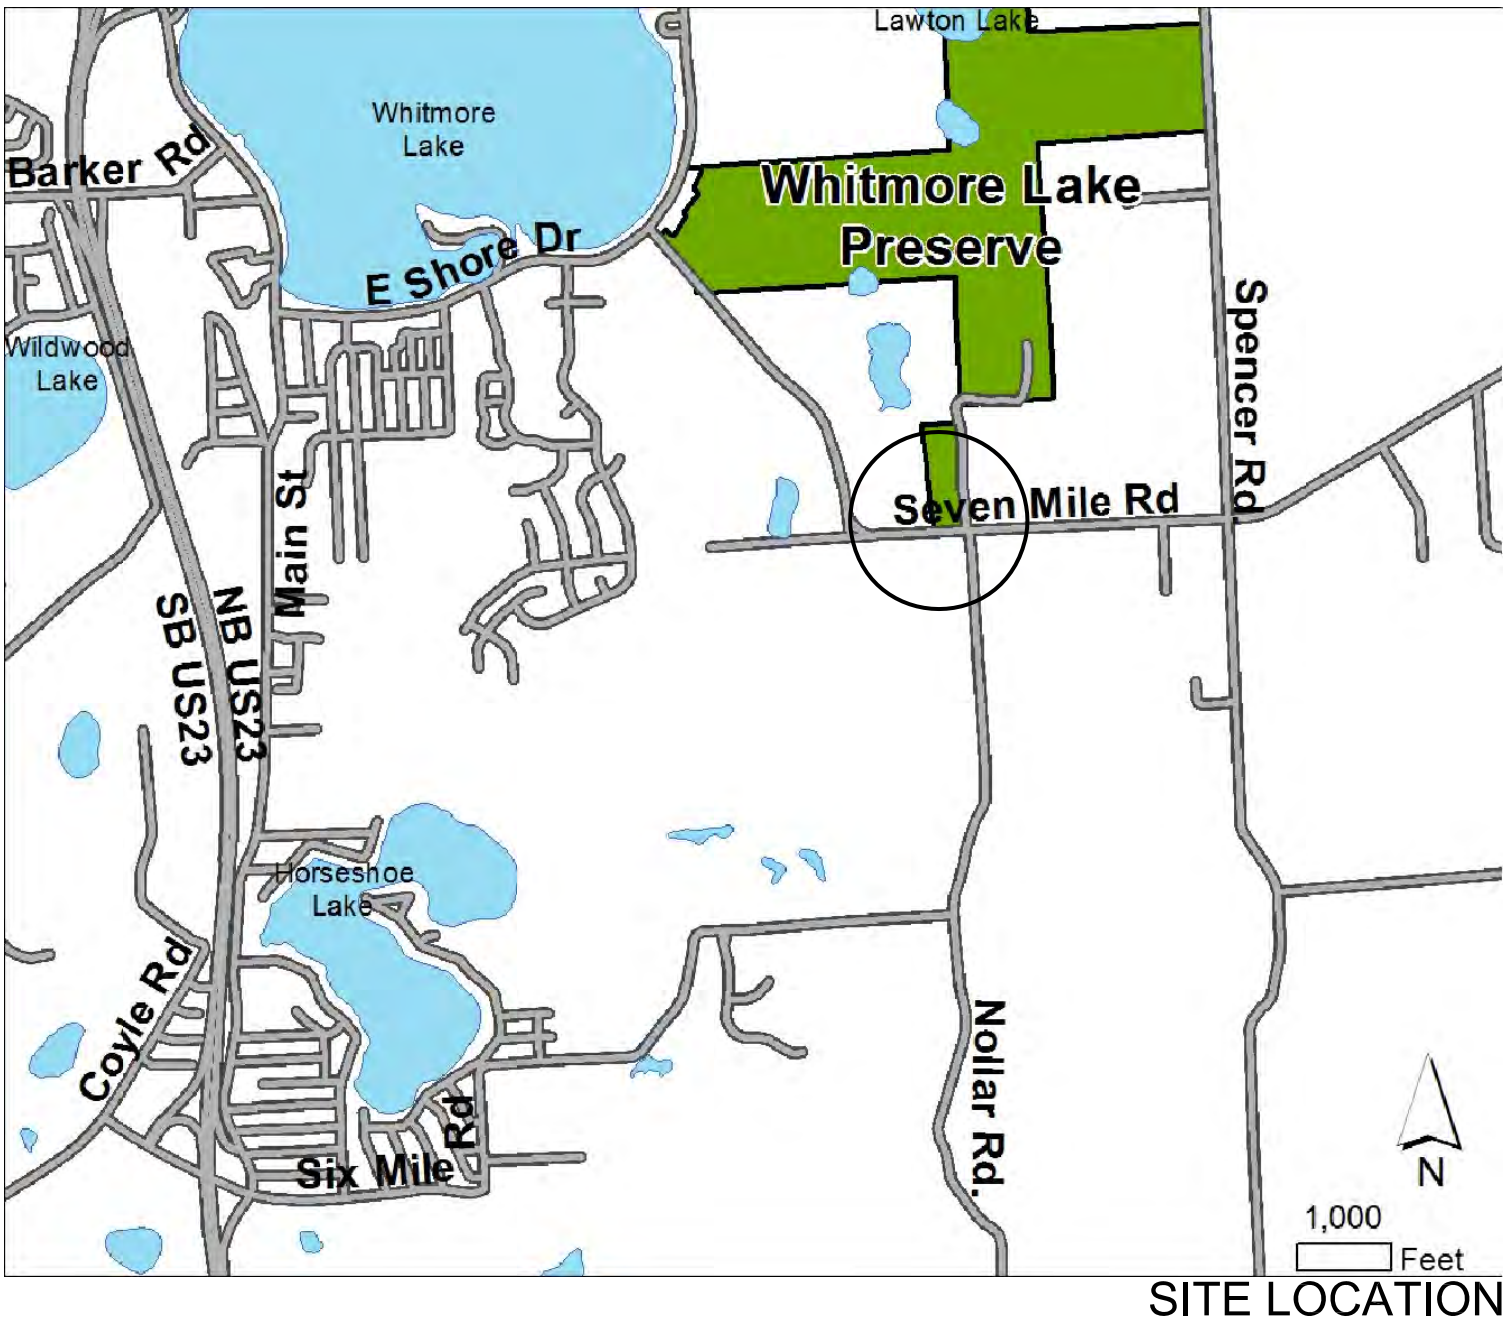 Lawton Lake
Whitmore
Lake
Barker Rd
Whitmore Lake
Preserve
E Shore Dr
Wildwood
Lake
Spencer Rd
Seven Mile Rd
Main St
NB US23
SB US23
Horseshoe
Lake
Coyle Rd
Nollar Rd.
Six Mile Rd
N
1,000
Feet
SITE LOCATION